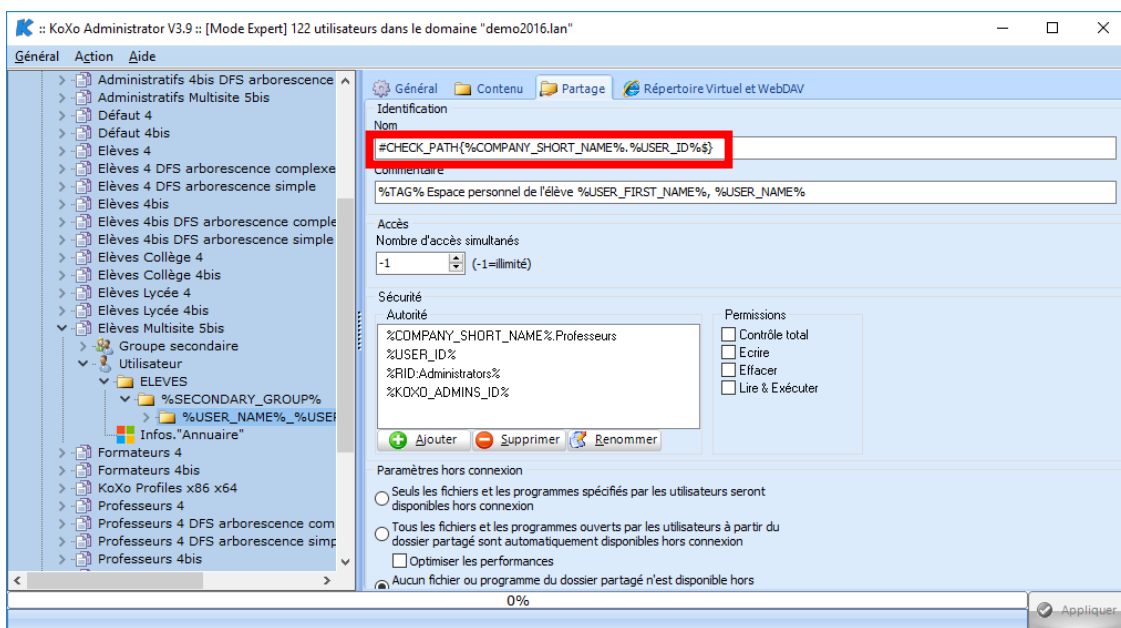 :: KoXo Administrator V3.9 :: [Mode Expert] 122 utilisateurs dans le domaine "demo2016.lan"
Général Action Aide
Administratifs 4bis DFS arborescence
Administratifs Multisite 5bis
Défaut 4
Défaut 4bis
Elèves 4
Elèves 4 DFS arborescence complexe
Elèves 4 DFS arborescence simple
Elèves 4bis
Elèves 4bis DFS arborescence comple
Elèves 4bis DFS arborescence simple
Elèves Collège 4
Elèves Collège 4bis
Elèves Lycée 4
Elèves Lycée 4bis
Elèves Multisite 5bis
Groupe secondaire
Utilisateur
ELEVES
%SECONDARY_GROUP%
%USER_NAME%_%USEF
Infos."Annuaire"
Formateurs 4
Formateurs 4bis
KoXo Profiles x86 x64
Professeurs 4
Professeurs 4 DFS arborescence com
Professeurs 4 DFS arborescence simp
Professeurs 4bis
Général Contenu Partage Répertoire Virtuel et WebDAV
Identification
Nom
#CHECK_PATH{%COMPANY_SHORT_NAME%.%USER_ID%$}
Commentaire
%TAG% Espace personnel de l'élève %USER_FIRST_NAME%, %USER_NAME%
Accès
Nombre d'accès simultanés
-1 (-1=illimité)
Sécurité
Autorité
%COMPANY_SHORT_NAME%.Professeurs
%USER_ID%
%RID:Administrators%
%KOXO_ADMINS_ID%
Ajouter Supprimer Renommer
Permissions
Contrôle total
Ecrire
Effacer
Lire & Exécuter
Paramètres hors connexion
Seuls les fichiers et les programmes spécifiés par les utilisateurs seront
disponibles hors connexion
Tous les fichiers et les programmes ouverts par les utilisateurs à partir du
dossier partagé sont automatiquement disponibles hors connexion
Optimiser les performances
Aucun fichier ou programme du dossier partagé n'est disponible hors
0%
Appliquer